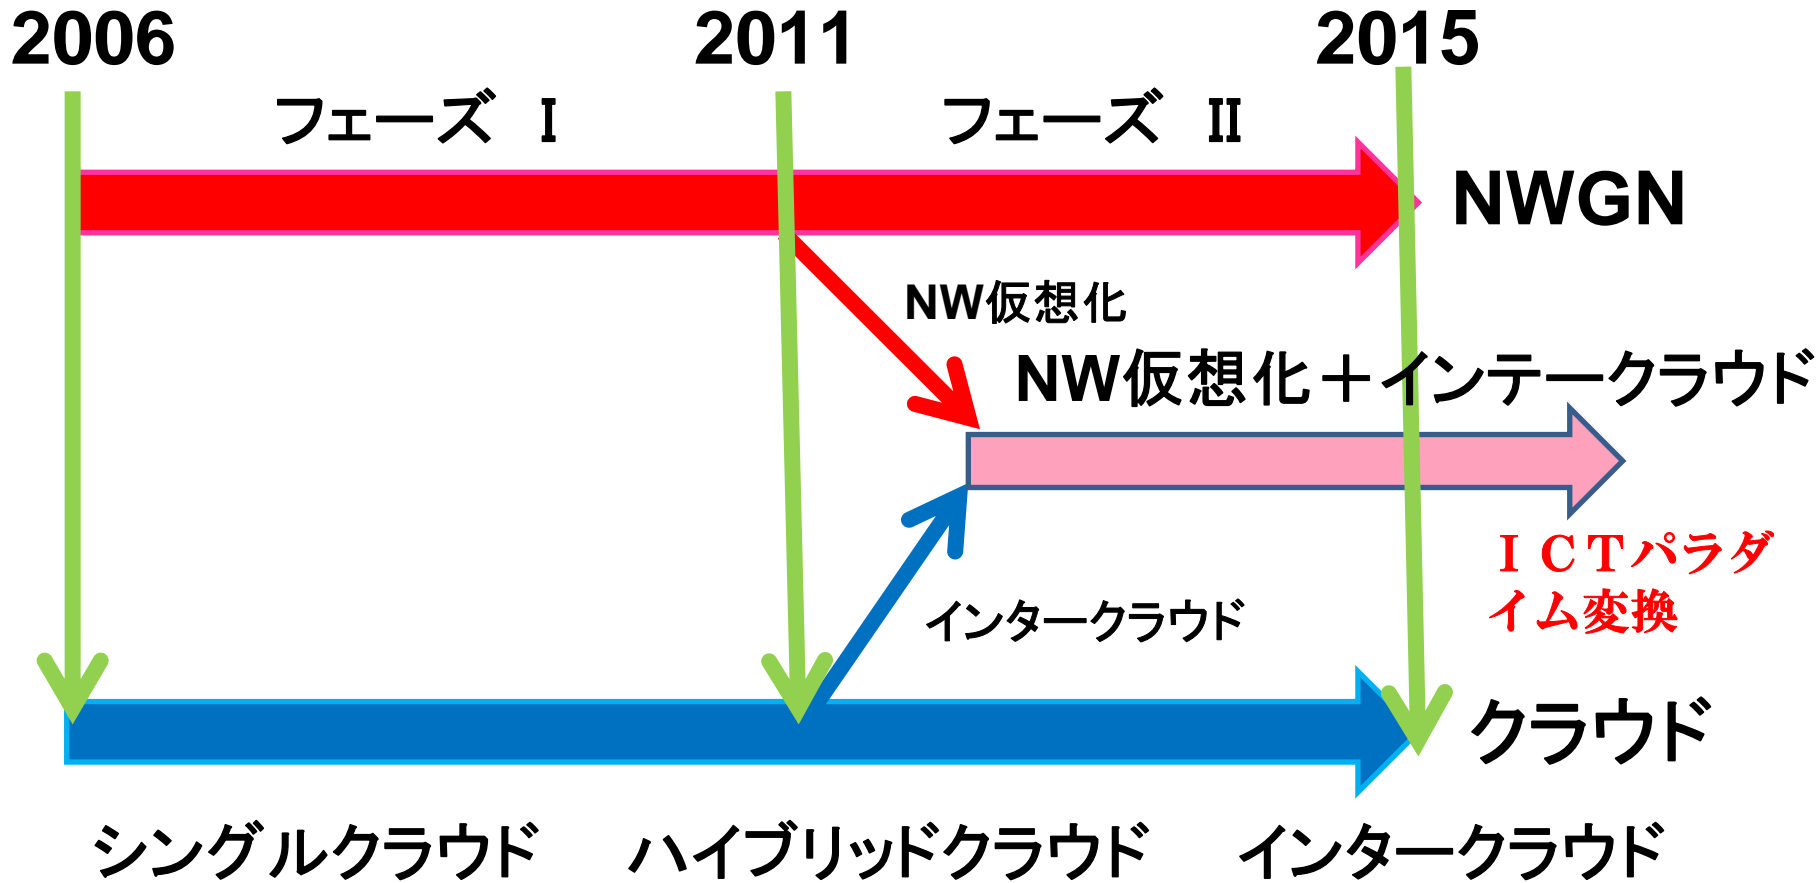 2006 2011 2015
フェーズ Ⅰ フェーズ Ⅱ
NWGN
NW仮想化
NW仮想化＋インテークラウド
ＩＣＴパラダ
イム変換
インタークラウド
クラウド
シングルクラウド ハイブリッドクラウド インタークラウド